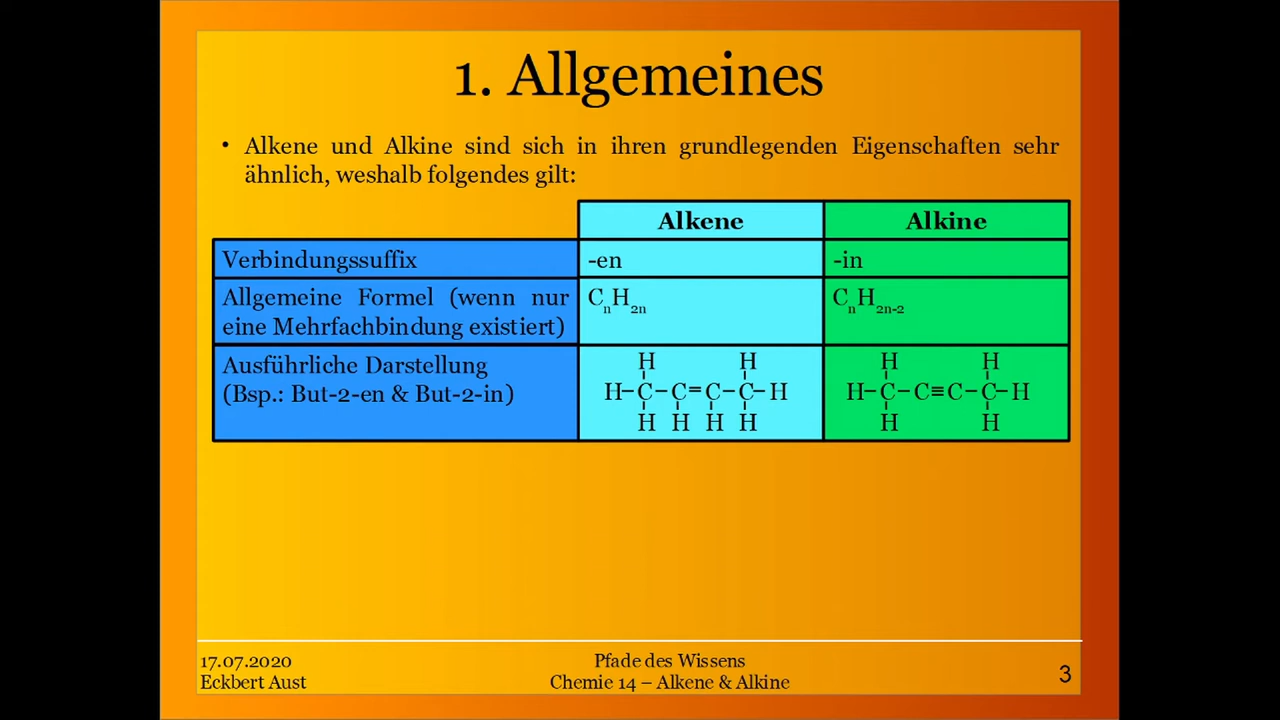 1. Allgemeines
• Alkene und Alkine sind sich in ihren grundlegenden Eigenschaften sehr
ähnlich, weshalb folgendes gilt:
Alkene Alkine
Verbindungssuffix -en -in
Allgemeine Formel (wenn nur CnH2n CnH2n-2
eine Mehrfachbindung existiert)
Ausführliche Darstellung
(Bsp.: But-2-en & But-2-in)
H H H H
H–C–C=C–C–H H–C–C≡C–C–H
H H H H H H
17.07.2020 Pfade des Wissens
Eckbert Aust Chemie 14 – Alkene & Alkine 3